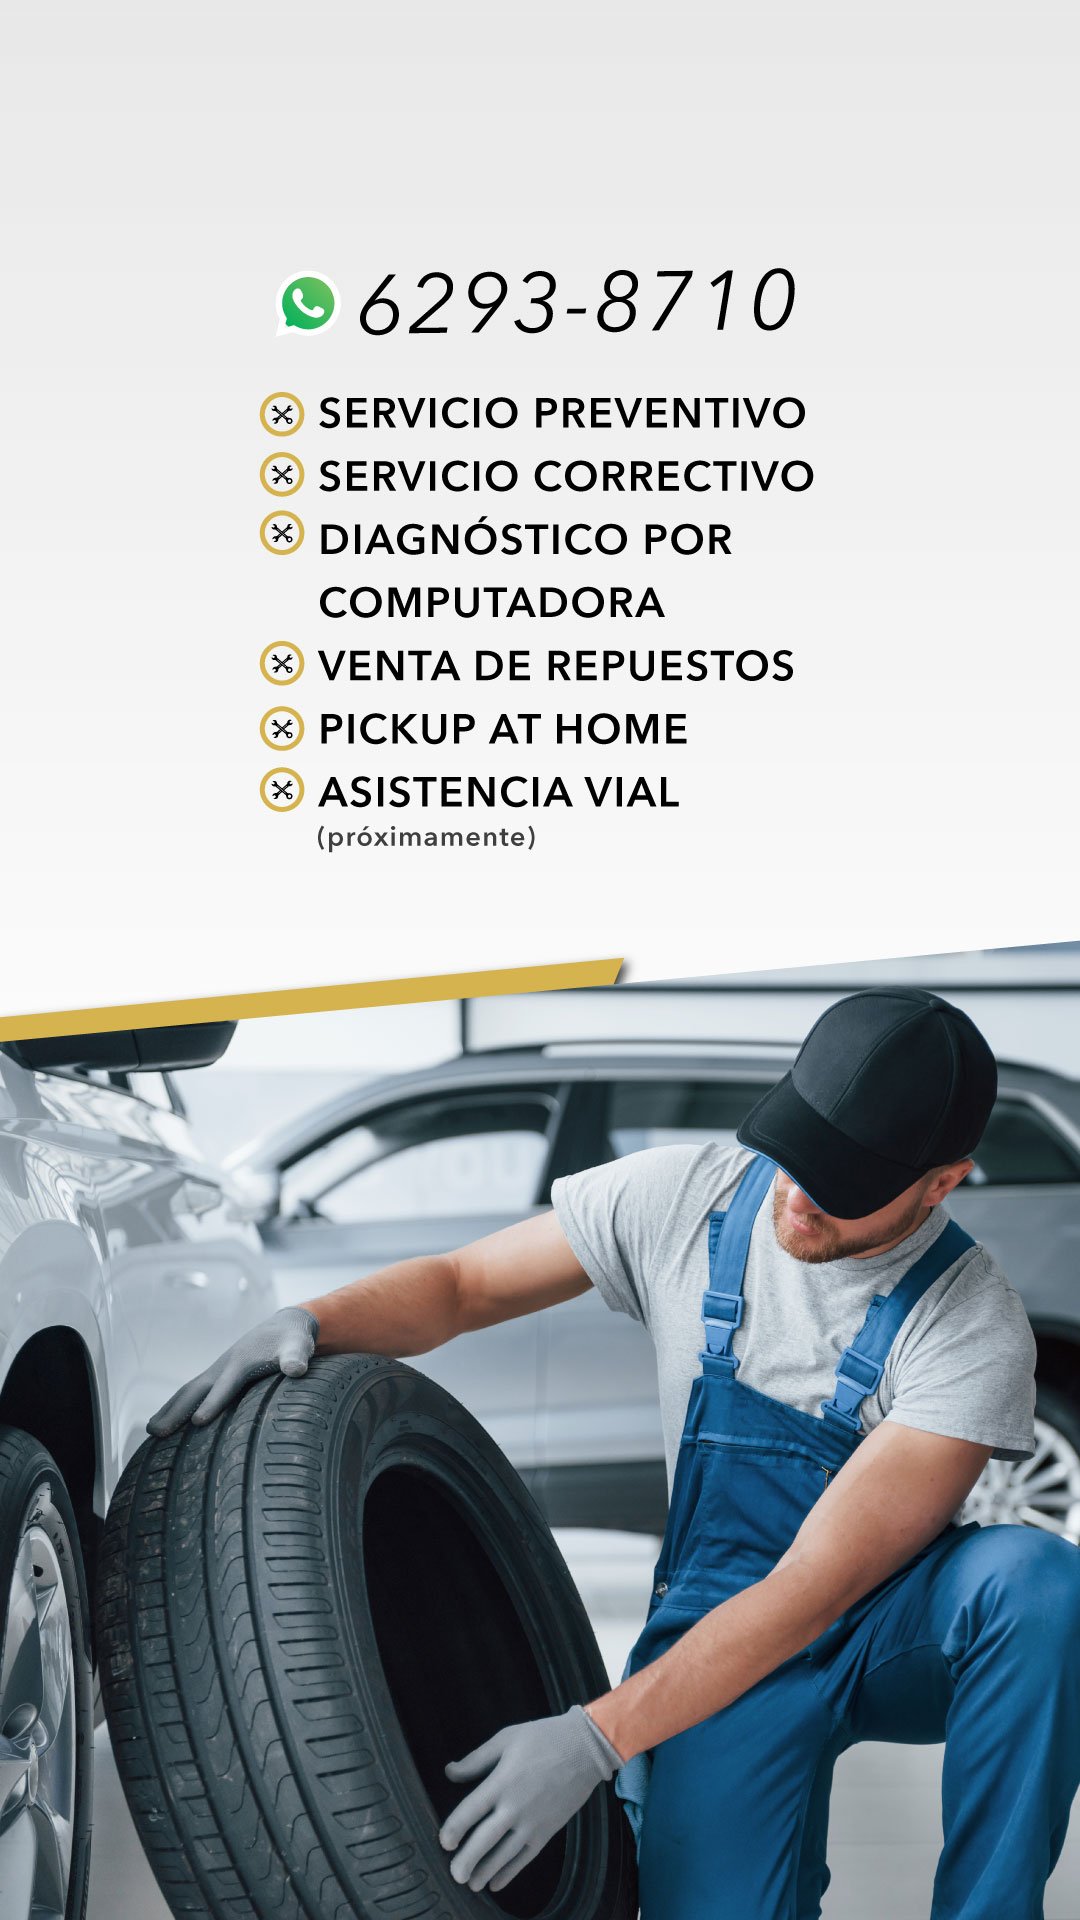 6293-8710
SERVICIO PREVENTIVO
SERVICIO CORRECTIVO
DIAGNÓSTICO POR
COMPUTADORA
VENTA DE REPUESTOS
PICKUP AT HOME
ASISTENCIA VIAL
(próximamente)